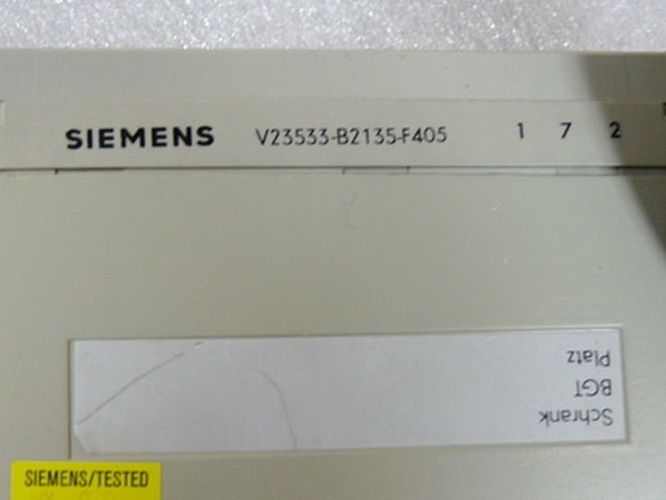 SIEMENS V23533-B2135-F405 1 7 2
Schrank
BGT
Platz
SIEMENS/TESTED